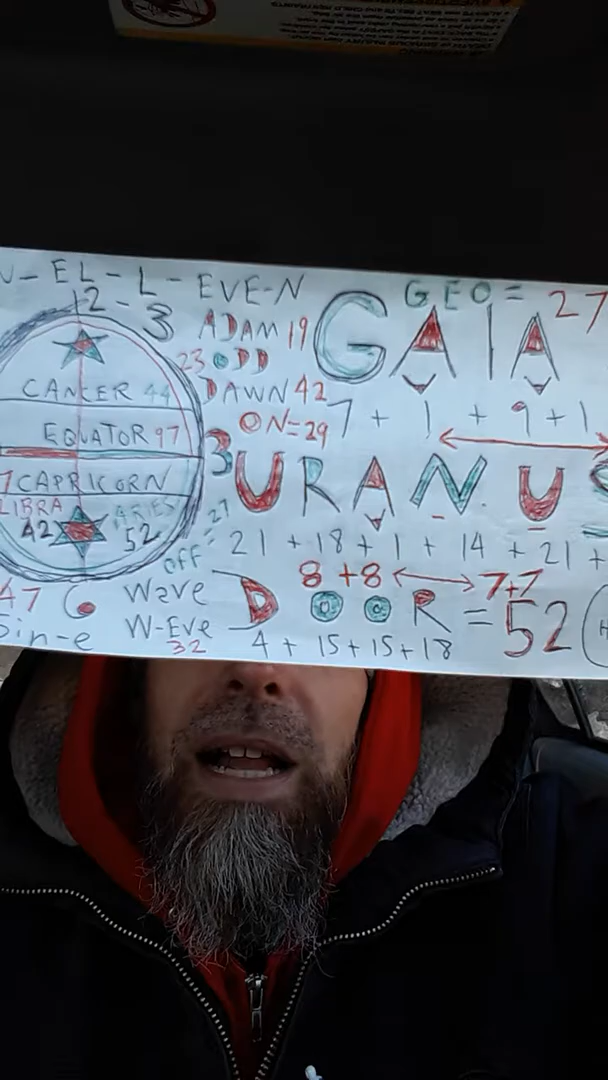 EL-L-EVE-N
2-3
GEO = 27
ADAM 19
GAIA
23 ODD
CANCER 44
DAWN 42
7 + 1 + 9 + 1
ON=29
EQUATOR 97
3
URANUS
CAPRICORN
LIBRA
ARIES
42
52
27
OFF =
21 + 18 + 1 + 14 + 21 +
8+8
7+7
47
Wave
DOOR = 52
Sin-e
W-Eve
32
4 + 15 + 15 + 18